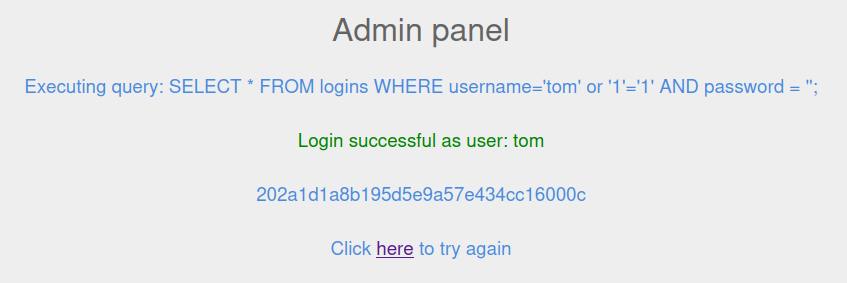 Admin panel
Executing query: SELECT * FROM logins WHERE username='tom' or '1'='1' AND password = '';
Login successful as user: tom
202a1d1a8b195d5e9a57e434cc16000c
Click here to try again